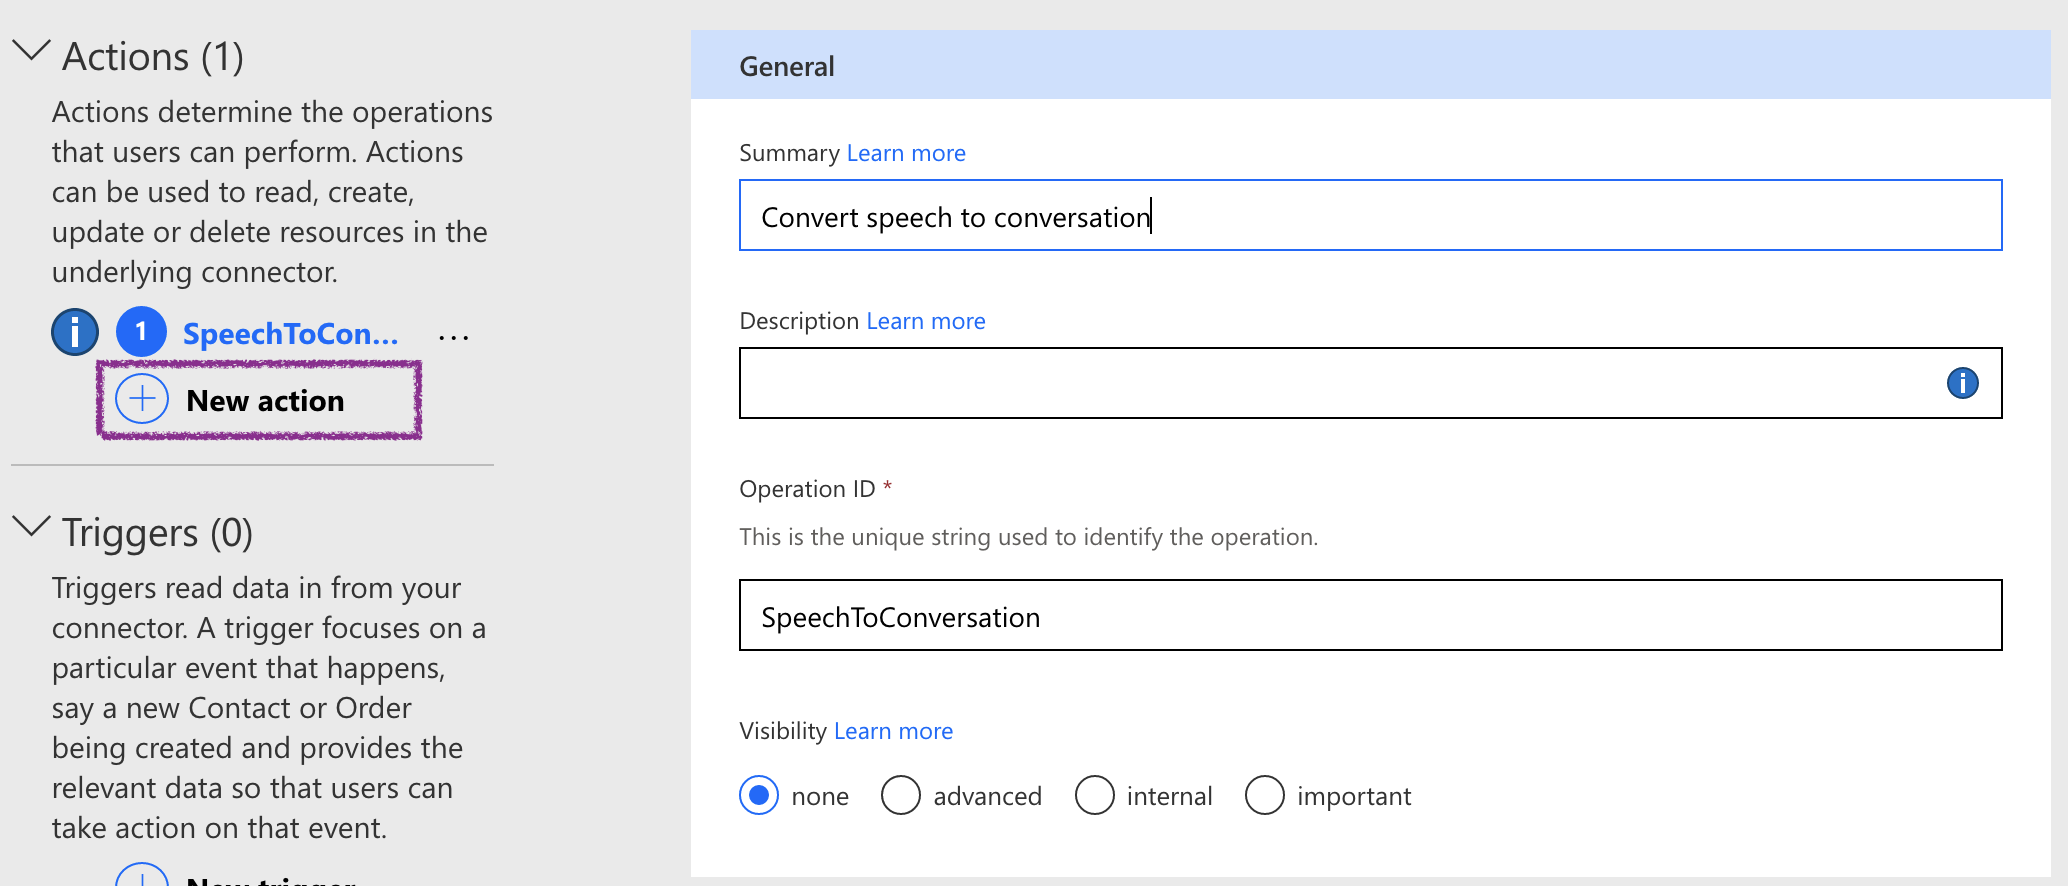 Actions (1)
Actions determine the operations
that users can perform. Actions
can be used to read, create,
update or delete resources in the
underlying connector.
1 SpeechToCon... ...
New action
Triggers (0)
Triggers read data in from your
connector. A trigger focuses on a
particular event that happens,
say a new Contact or Order
being created and provides the
relevant data so that users can
take action on that event.
New trigger
General
Summary Learn more
Convert speech to conversation
Description Learn more
Operation ID *
This is the unique string used to identify the operation.
SpeechToConversation
Visibility Learn more
none advanced internal important